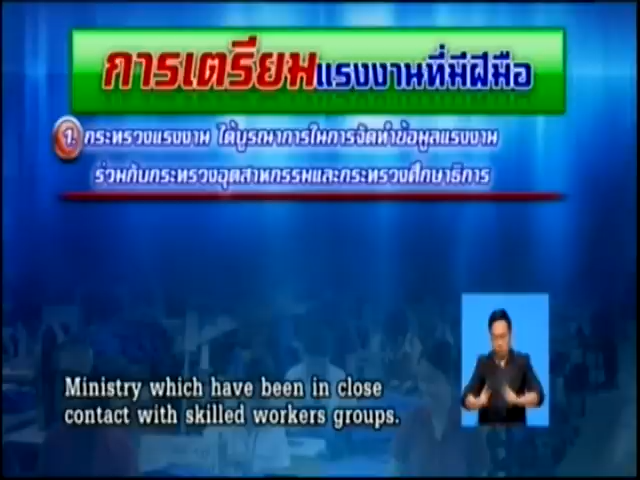 การเตรียมแรงงานที่มีฝีมือ
1. กระทรวงแรงงาน ได้บูรณาการในการจัดทำข้อมูลแรงงาน
ร่วมกับกระทรวงอุตสาหกรรมและกระทรวงศึกษาธิการ
Ministry which have been in close
contact with skilled workers groups.